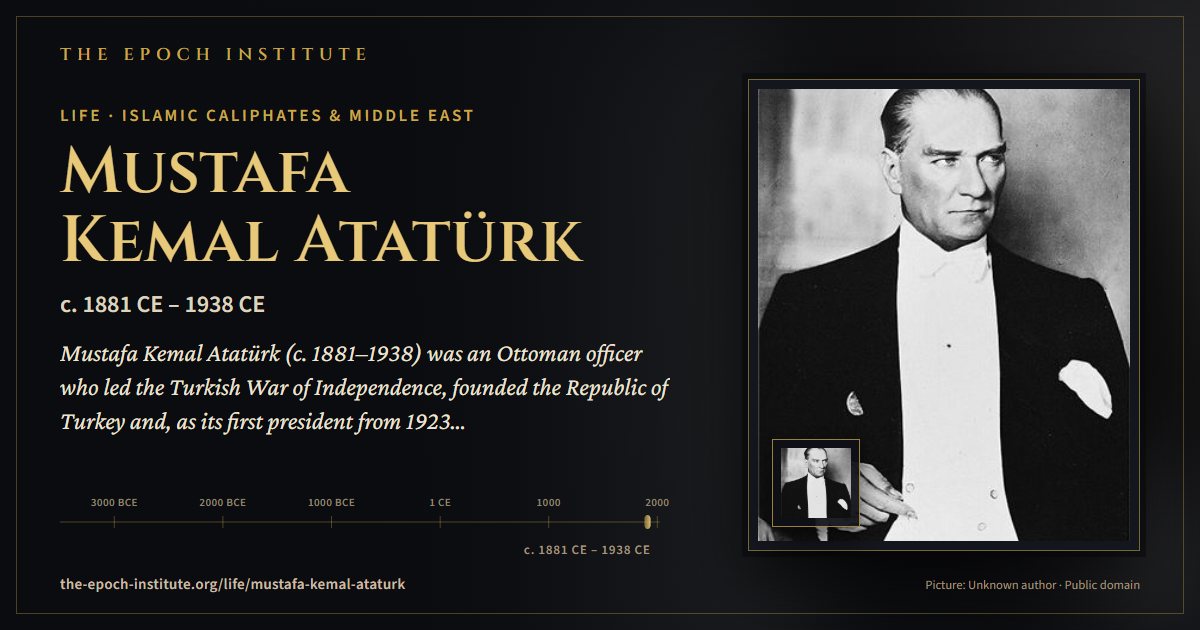 THE EPOCH INSTITUTE
LIFE · ISLAMIC CALIPHATES & MIDDLE EAST
MUSTAFA
KEMAL ATATÜRK
c. 1881 CE – 1938 CE
Mustafa Kemal Atatürk (c. 1881–1938) was an Ottoman officer
who led the Turkish War of Independence, founded the Republic of
Turkey and, as its first president from 1923...
3000 BCE 2000 BCE 1000 BCE 1 CE 1000 2000
c. 1881 CE – 1938 CE
the-epoch-institute.org/life/mustafa-kemal-ataturk
Picture: Unknown author · Public domain